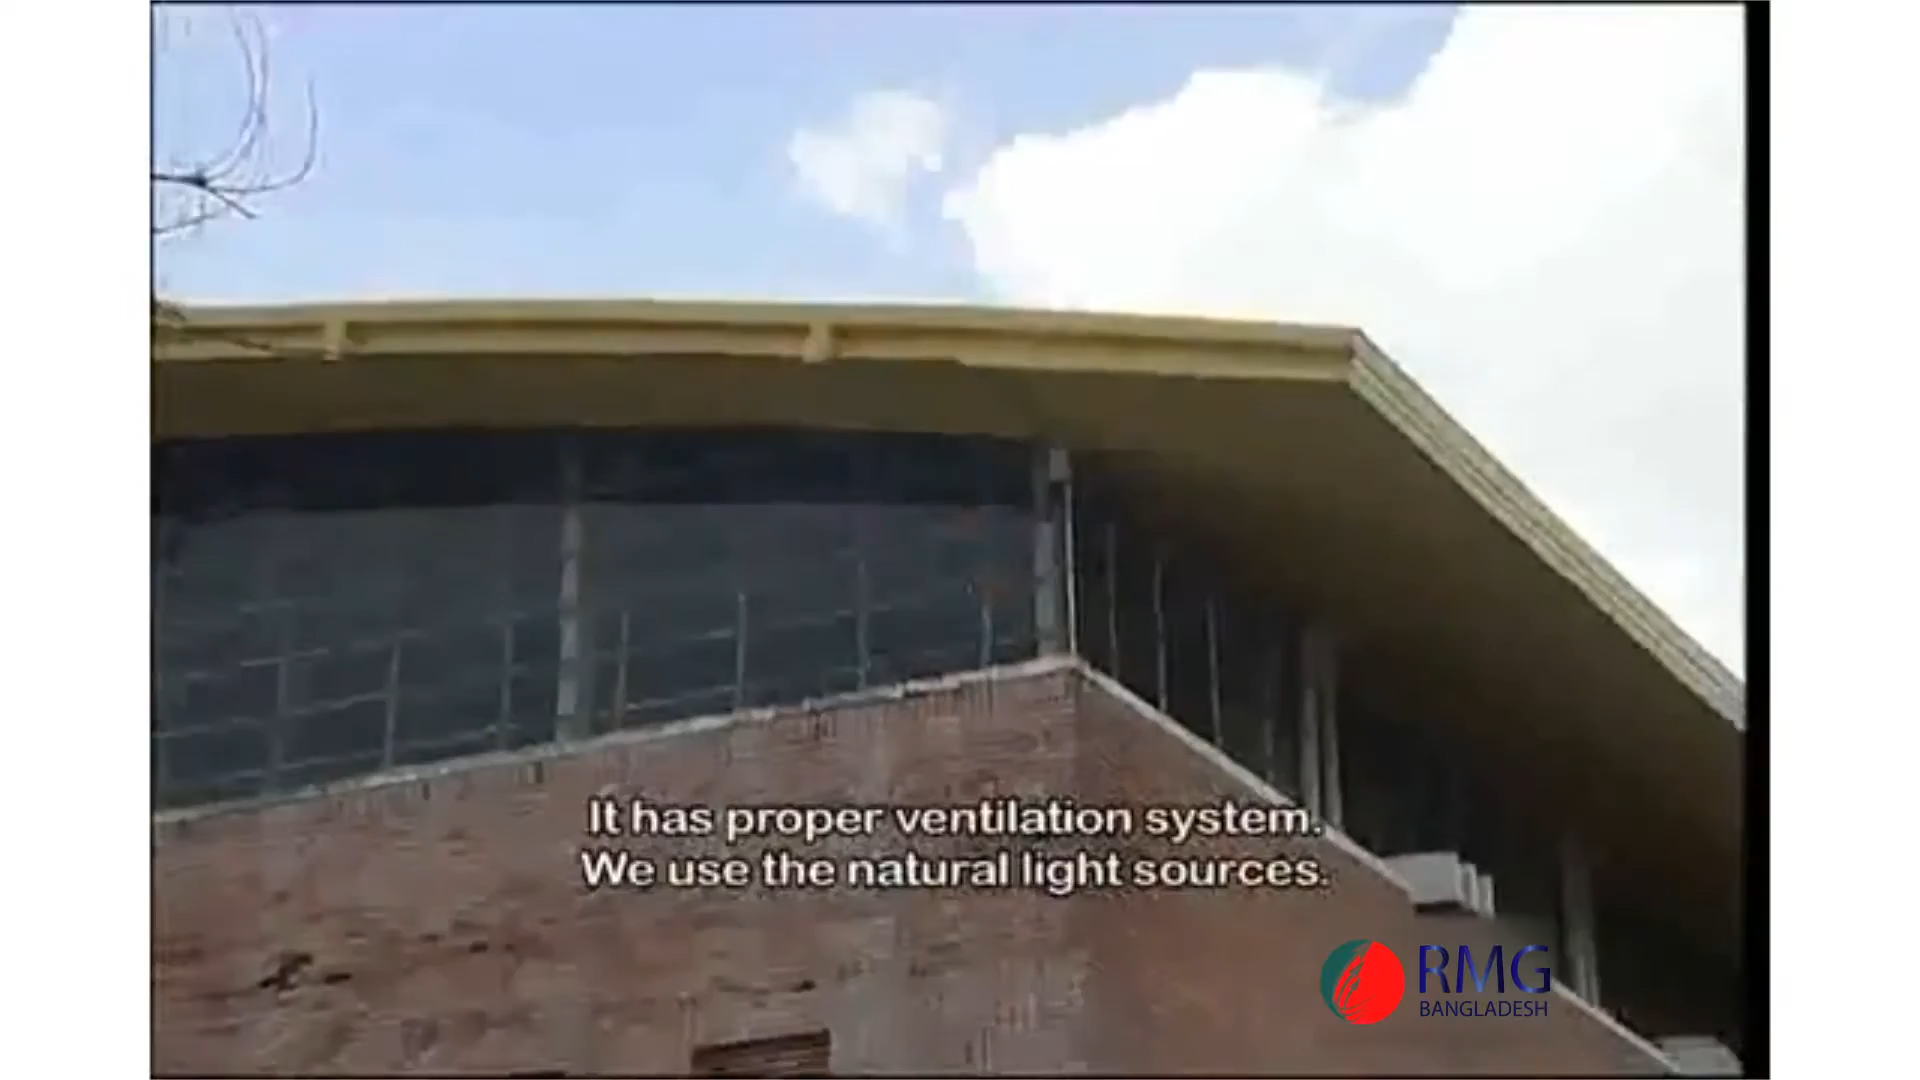 It has proper ventilation system.
We use the natural light sources.
RMG
BANGLADESH